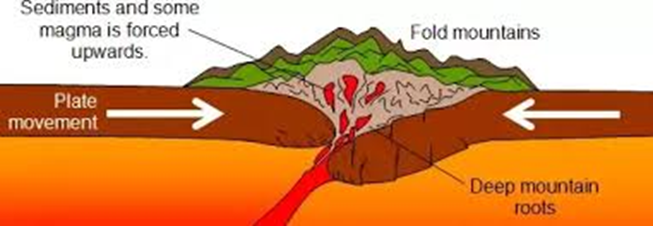 Sediments and some
magma is forced
upwards.
Fold mountains
Plate
movement
Deep mountain
roots